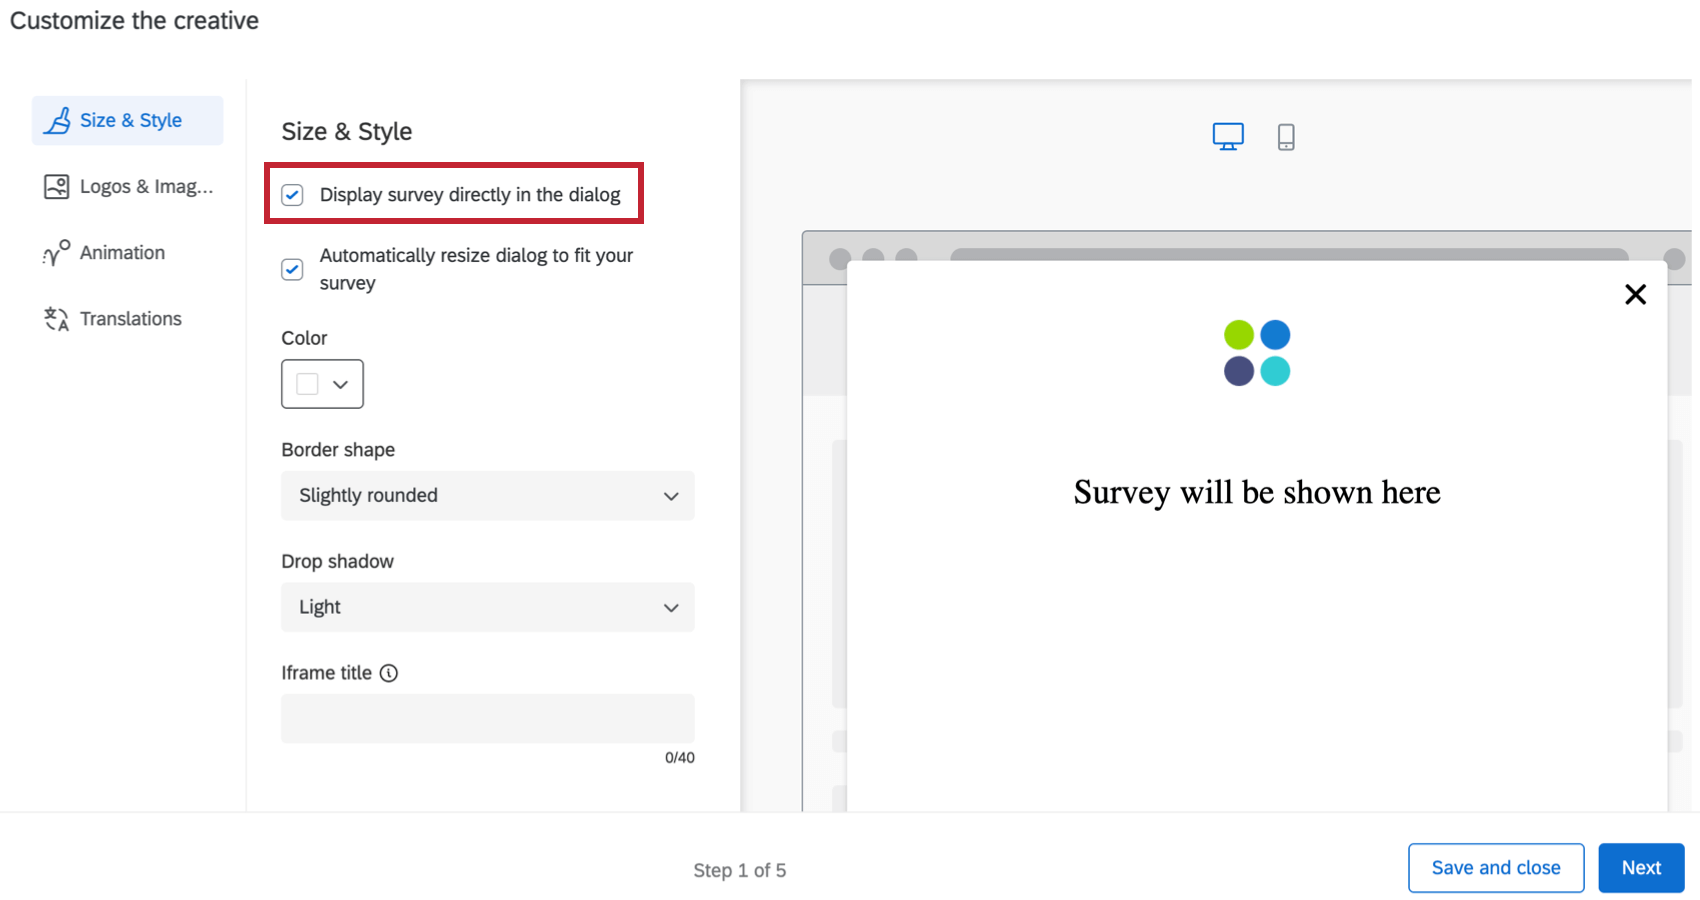 Customize the creative
Size & Style
Logos & Imag...
Animation
Translations
Size & Style
Display survey directly in the dialog
Automatically resize dialog to fit your
survey
Color
Border shape
Slightly rounded
Drop shadow
Light
Iframe title
0/40
Survey will be shown here
Step 1 of 5
Save and close
Next